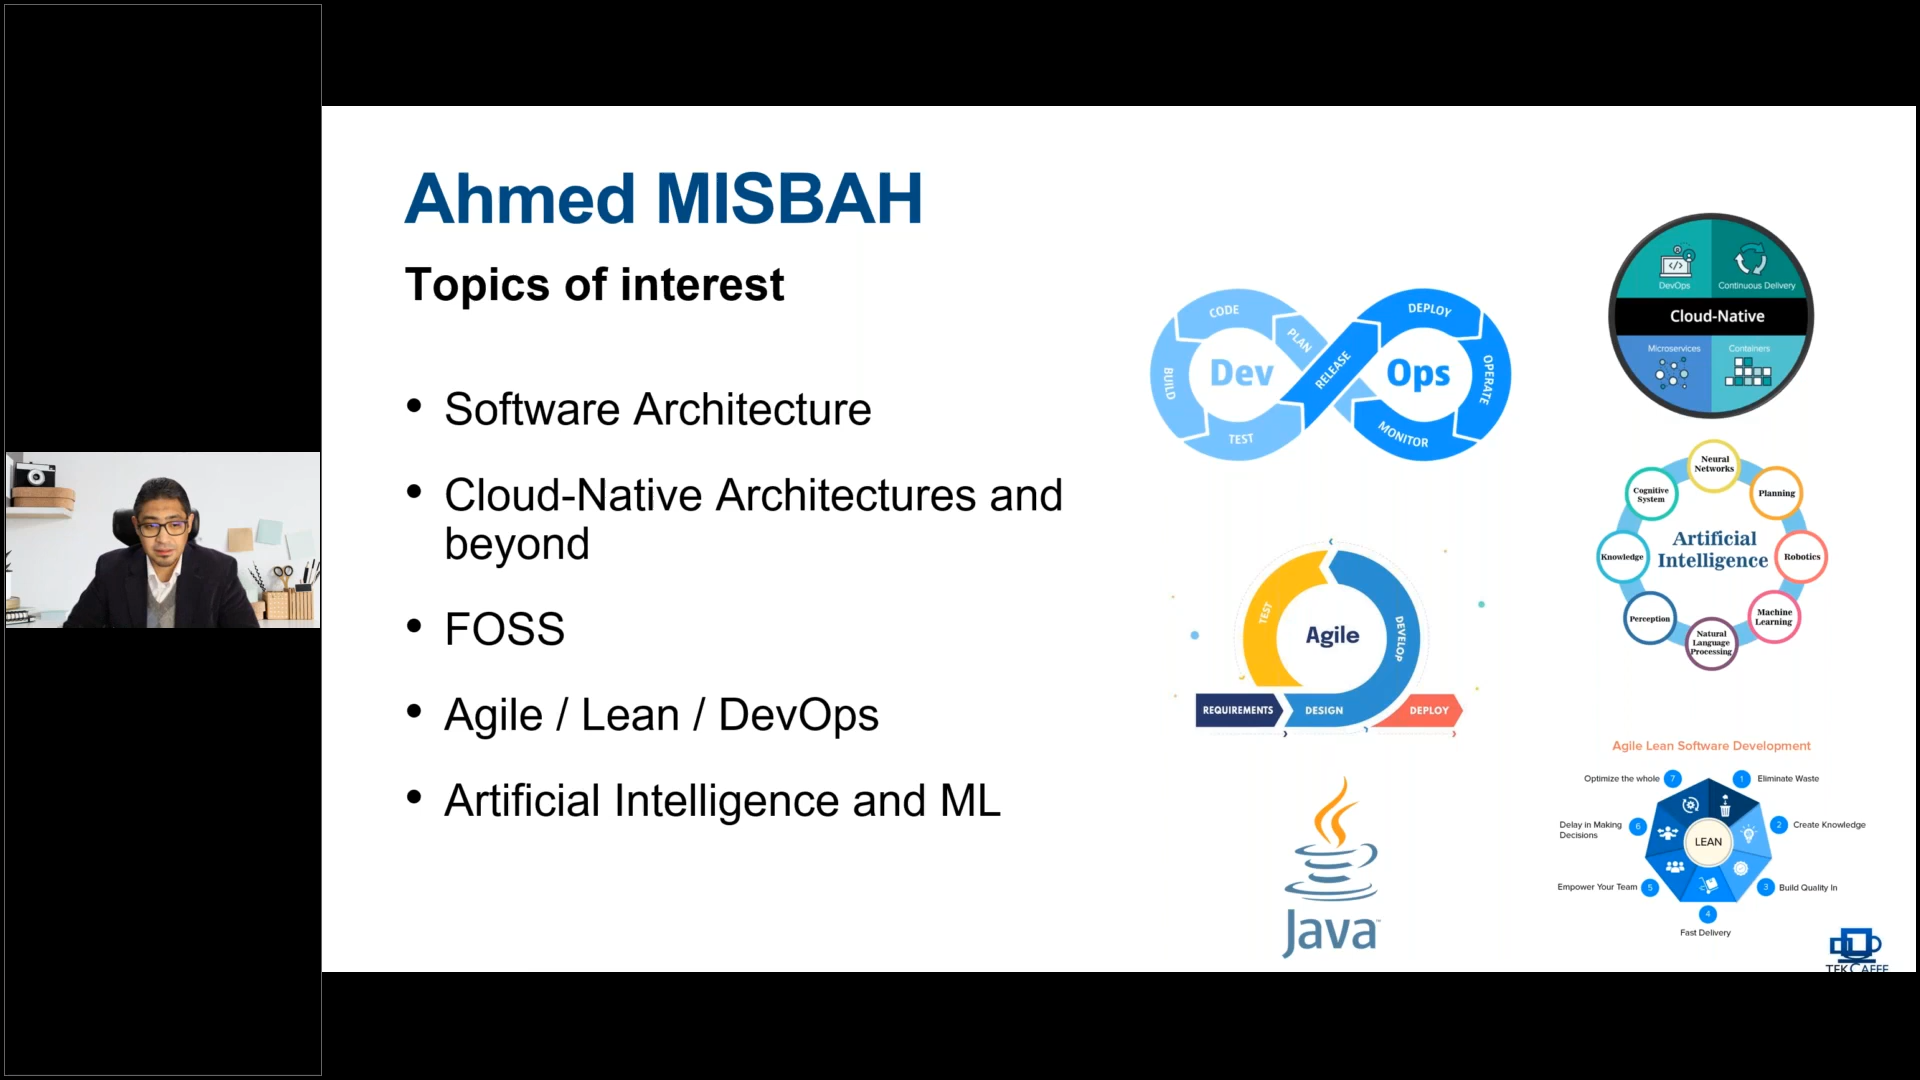 Ahmed MISBAH
Topics of interest
• Software Architecture
• Cloud-Native Architectures and
beyond
• FOSS
• Agile / Lean / DevOps
• Artificial Intelligence and ML
CODE
PLAN
BUILD
TEST
Dev
RELEASE
Ops
DEPLOY
OPERATE
MONITOR
DevOps
Continuous Delivery
Cloud-Native
Microservices
Containers
Neural
Networks
Planning
Robotics
Machine
Learning
Natural
Language
Processing
Perception
Knowledge
Cognitive
System
Artificial
Intelligence
TEST
Agile
DEVELOP
REQUIREMENTS
DESIGN
DEPLOY
Java™
Agile Lean Software Development
1 Eliminate Waste
2 Create Knowledge
3 Build Quality In
4
Fast Delivery
Empower Your Team 5
Delay in Making
Decisions 6
Optimize the whole 7
LEAN
TEKCAFFE